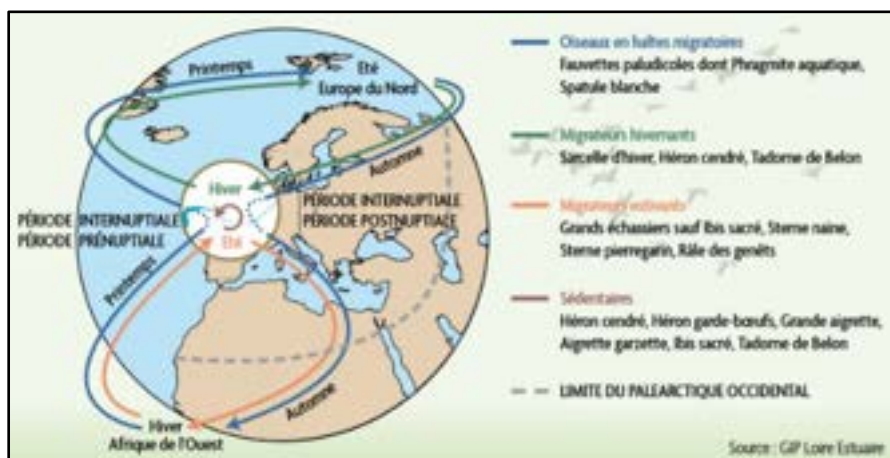 Printemps
Eté
Europe du Nord
Automne
Hiver
PÉRIODE INTERNUPTIALE
PÉRIODE POSTNUPTIALE
PÉRIODE INTERNUPTIALE
PÉRIODE PRÉNUPTIALE
Eté
Printemps
Automne
Hiver
Afrique de l'Ouest
Oiseaux en haltes migratoires
Fauvettes paludicoles dont Phragmite aquatique,
Spatule blanche
Migrateurs hivernants
Sarcelle d'hiver, Héron cendré, Tadorne de Belon
Migrateurs estivants
Grands échassiers sauf Ibis sacré, Sterne naine,
Sterne pierregarin, Râle des genêts
Sédentaires
Héron cendré, Héron garde-bœufs, Grande aigrette,
Aigrette garzette, Ibis sacré, Tadorne de Belon
LIMITE DU PALEARCTIQUE OCCIDENTAL
Source : GIP Loire Estuaire